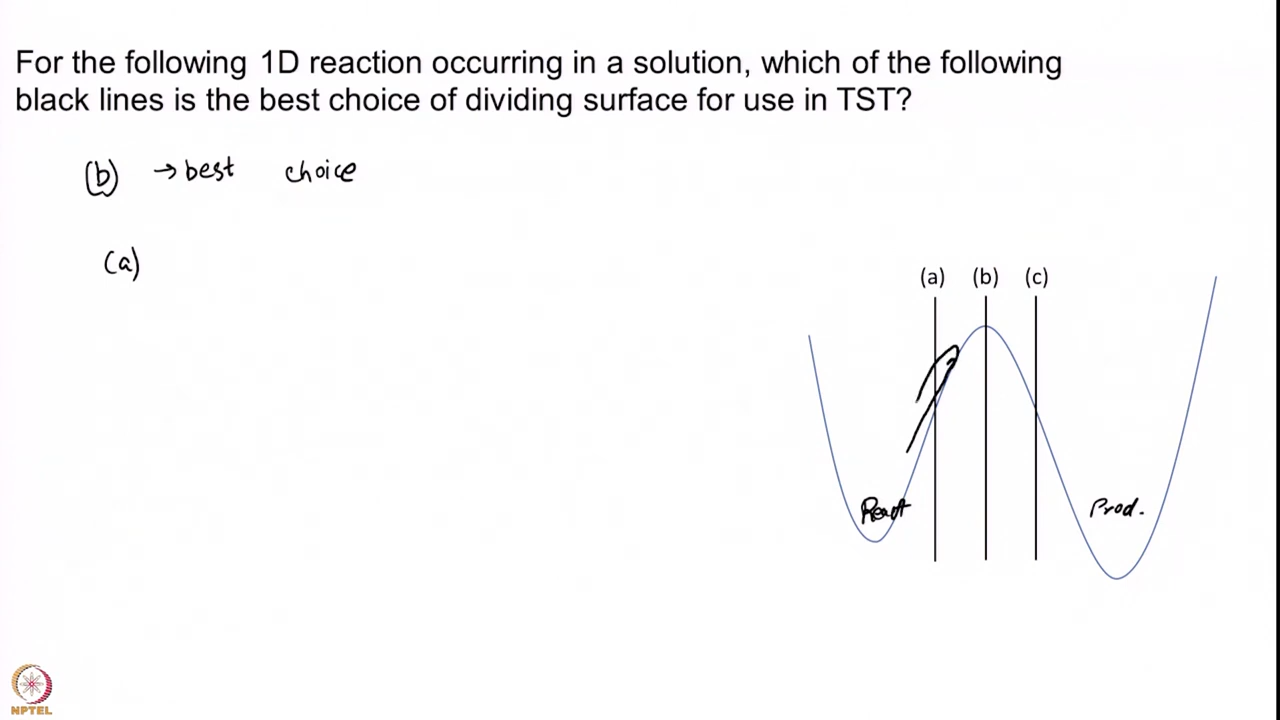 For the following 1D reaction occurring in a solution, which of the following
black lines is the best choice of dividing surface for use in TST?
(b) → best choice
(a)
(a) (b) (c)
React Prod.
NPTEL